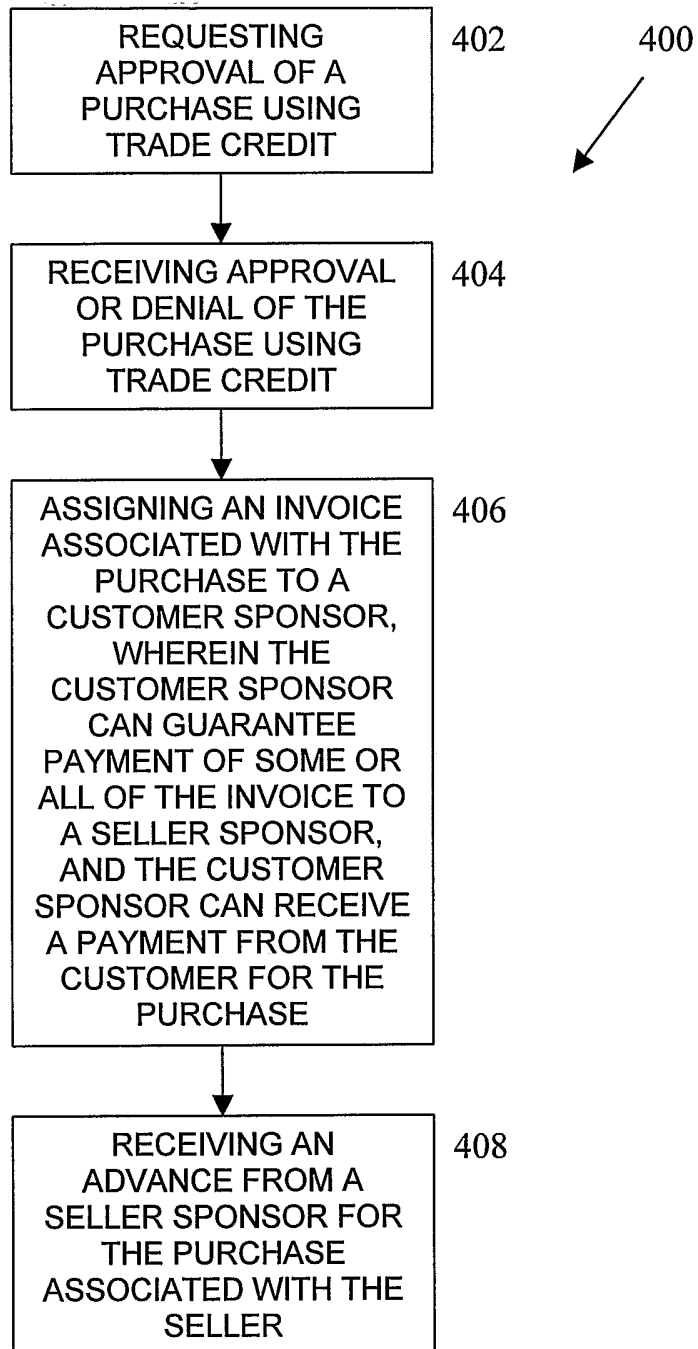 REQUESTING
APPROVAL OF A
PURCHASE USING
TRADE CREDIT
402
400
RECEIVING APPROVAL
OR DENIAL OF THE
PURCHASE USING
TRADE CREDIT
404
ASSIGNING AN INVOICE
ASSOCIATED WITH THE
PURCHASE TO A
CUSTOMER SPONSOR,
WHEREIN THE
CUSTOMER SPONSOR
CAN GUARANTEE
PAYMENT OF SOME OR
ALL OF THE INVOICE TO
A SELLER SPONSOR,
AND THE CUSTOMER
SPONSOR CAN RECEIVE
A PAYMENT FROM THE
CUSTOMER FOR THE
PURCHASE
406
RECEIVING AN
ADVANCE FROM A
SELLER SPONSOR FOR
THE PURCHASE
ASSOCIATED WITH THE
SELLER
408